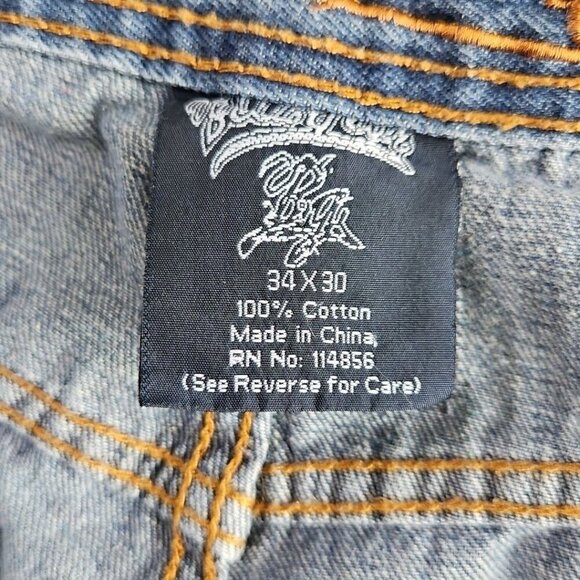 34 X 30
100% Cotton
Made in China,
RN No: 114856
(See Reverse for Care)